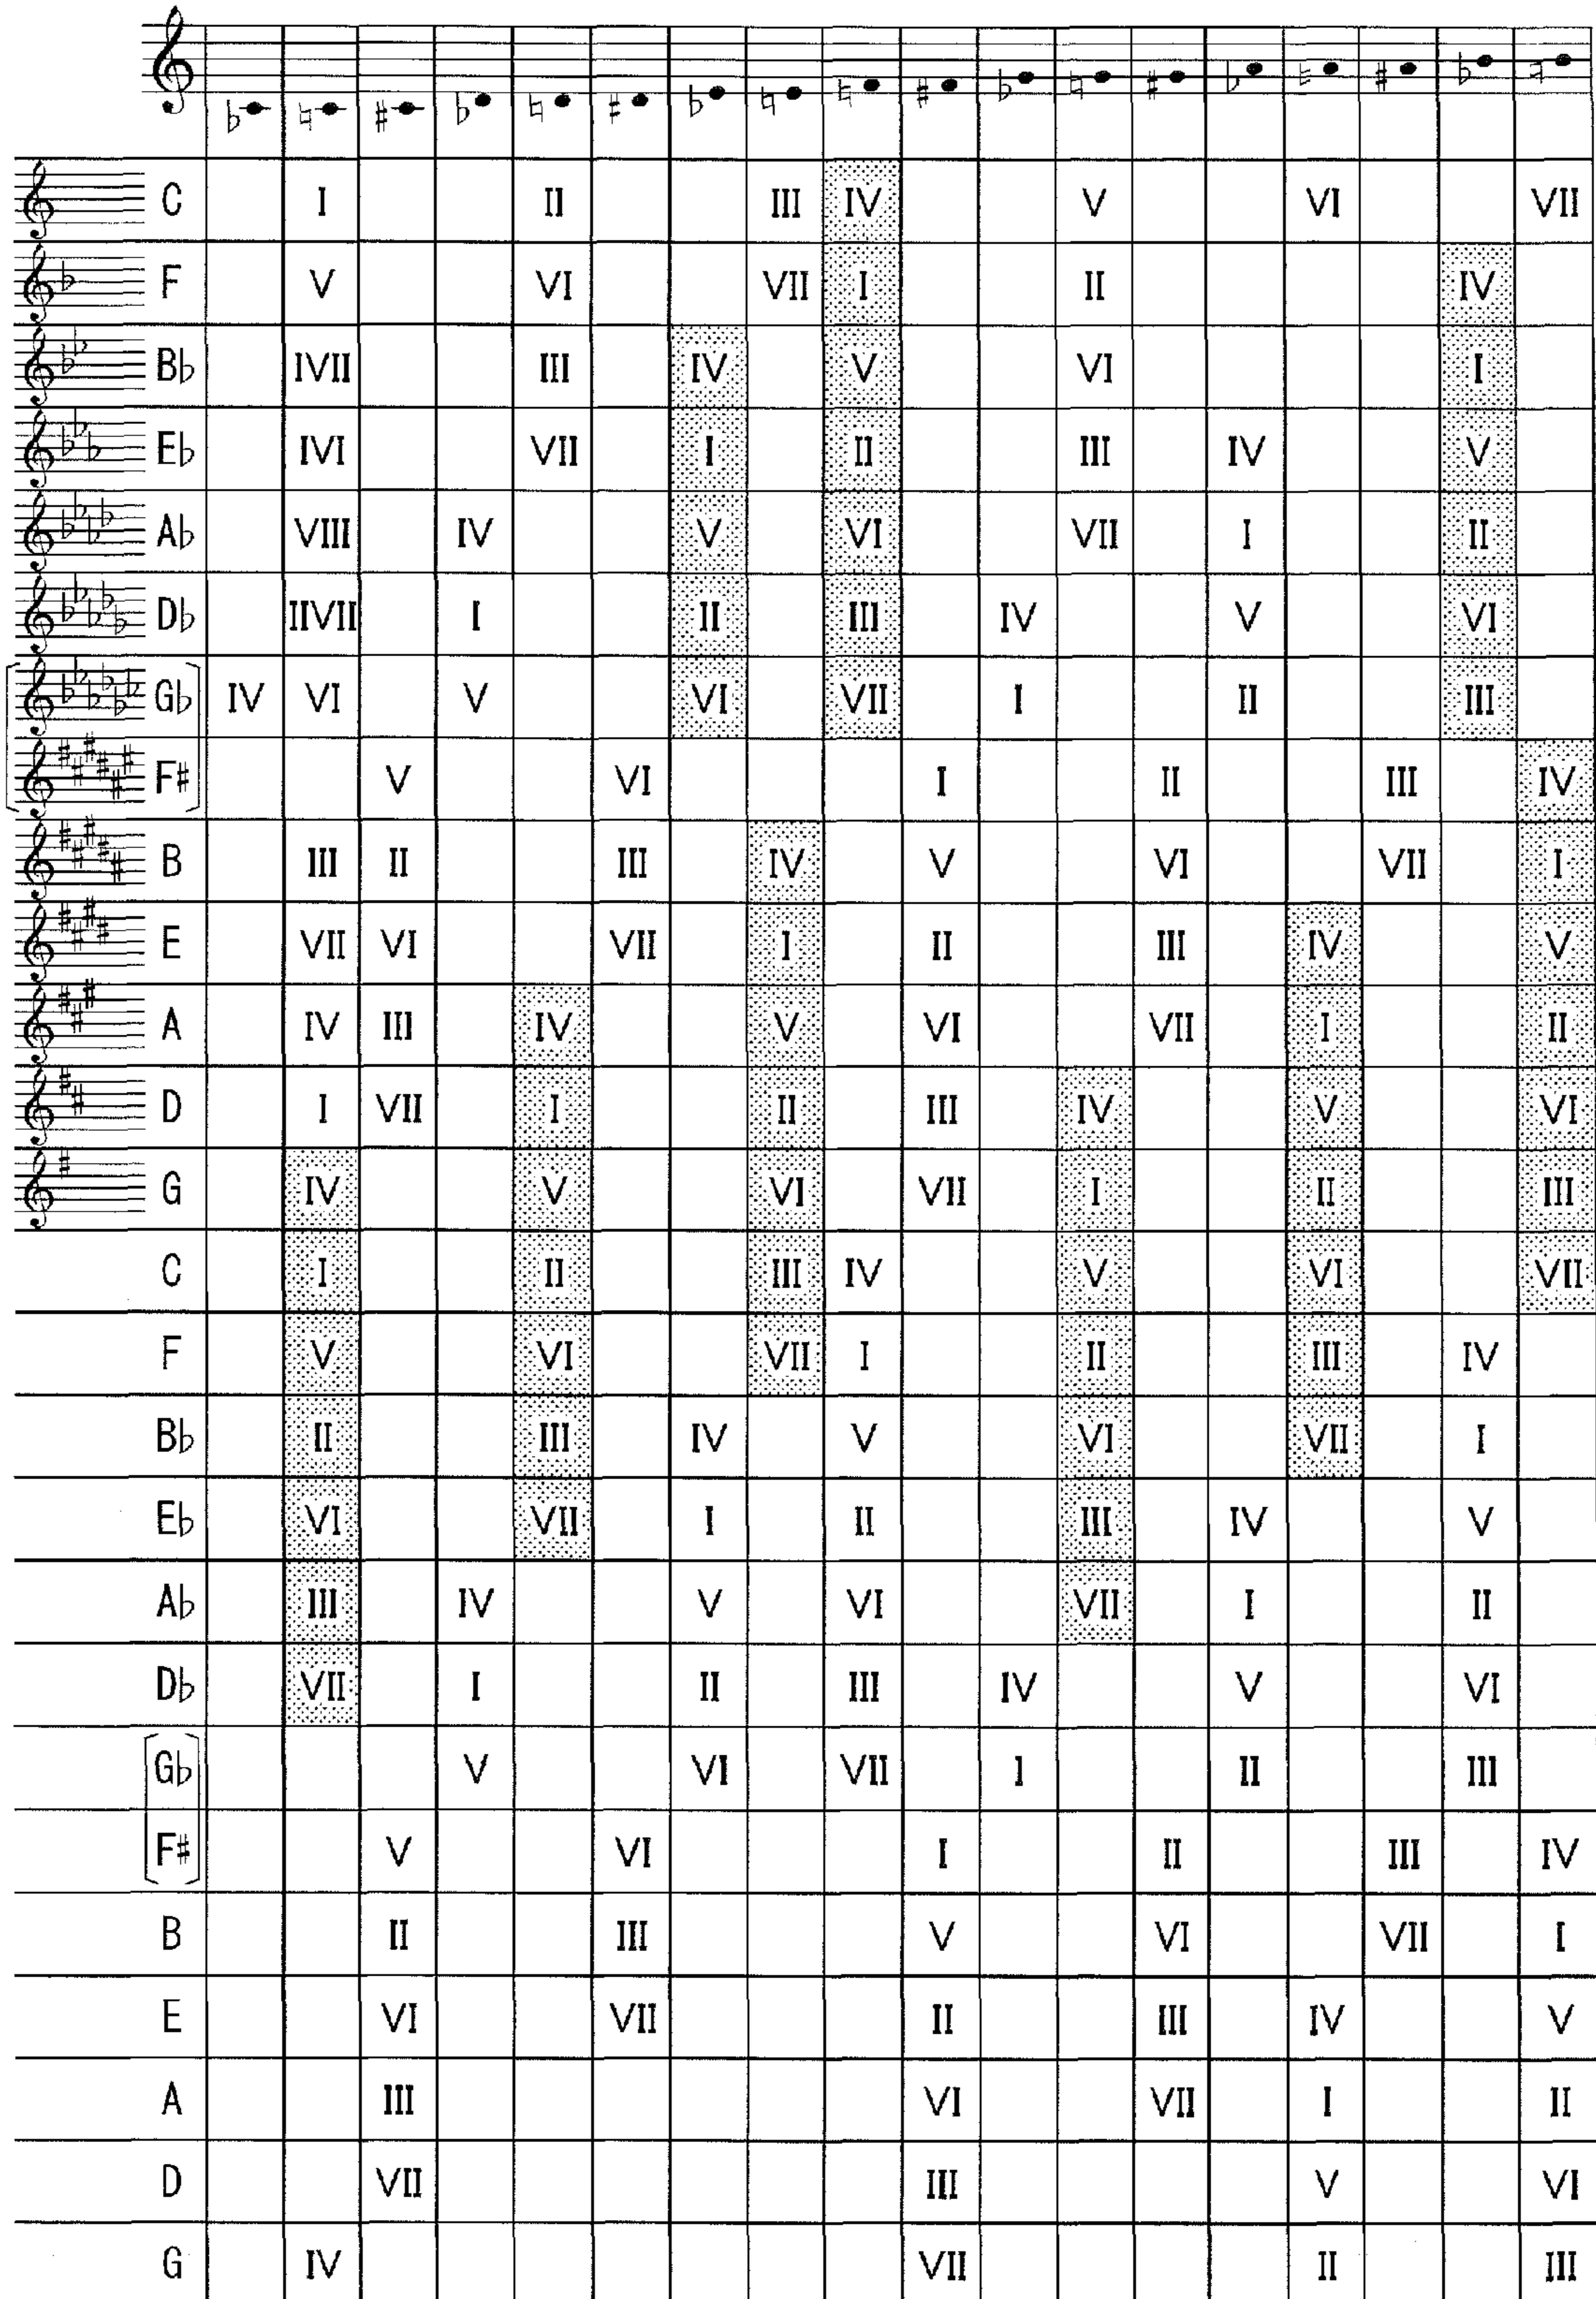 ♭ ♮ ♯ ♭ ♮ ♯ ♭ ♮ ♮ ♯ ♭ ♮ ♯ ♭ ♮ ♯ ♭ ♮
C I II III IV V VI VII
F V VI VII I II IV
B♭ IVII III IV V VI I
E♭ IVI VII I II III IV V
A♭ VIII IV V VI VII I II
D♭ IIVII I II III IV V VI
G♭ IV VI V VI VII I II III
F# V VI I II III IV
B III II III IV V VI VII I
E VII VI VII I II III IV V
A IV III IV V VI VII I II
D I VII I II III IV V VI
G IV V VI VII I II III
C I II III IV V VI VII
F V VI VII I II III IV
B♭ II III IV V VI VII I
E♭ VI VII I II III IV V
A♭ III IV V VI VII I II
D♭ VII I II III IV V VI
G♭ V VI VII I II III
F# V VI I II III IV
B II III V VI VII I
E VI VII II III IV V
A III VI VII I II
D VII III V VI
G IV VII II III